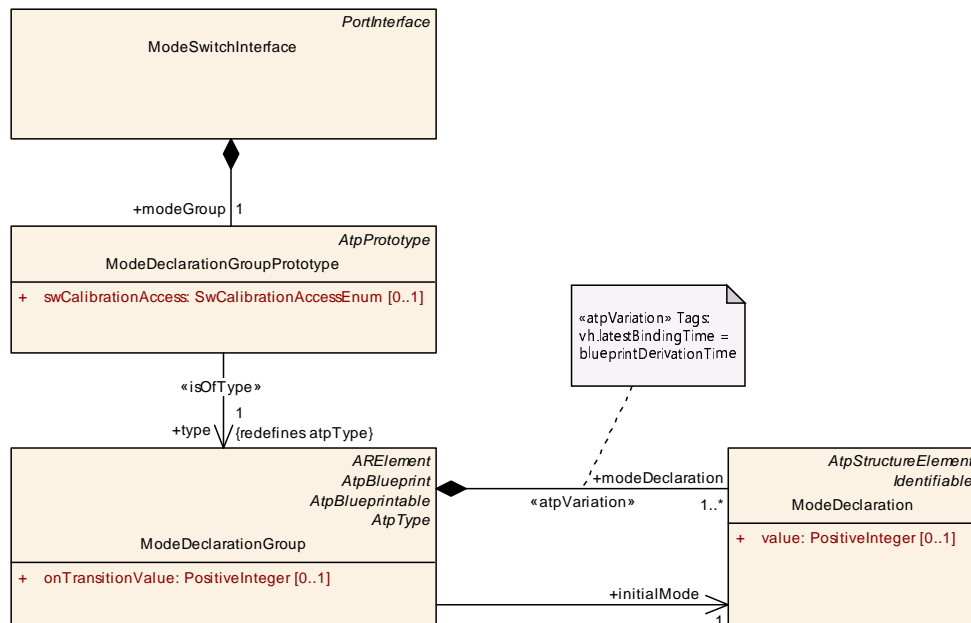 PortInterface
ModeSwitchInterface
+modeGroup 1
AtpPrototype
ModeDeclarationGroupPrototype
+ swCalibrationAccess: SwCalibrationAccessEnum [0..1]
«atpVariation» Tags:
vh.latestBindingTime =
blueprintDerivationTime
«isOfType»
1
+type {redefines atpType}
ARElement
AtpBlueprint
AtpBlueprintable
AtpType
ModeDeclarationGroup
+ onTransitionValue: PositiveInteger [0..1]
+modeDeclaration
«atpVariation» 1..*
AtpStructureElement
Identifiable
ModeDeclaration
+ value: PositiveInteger [0..1]
+initialMode
1